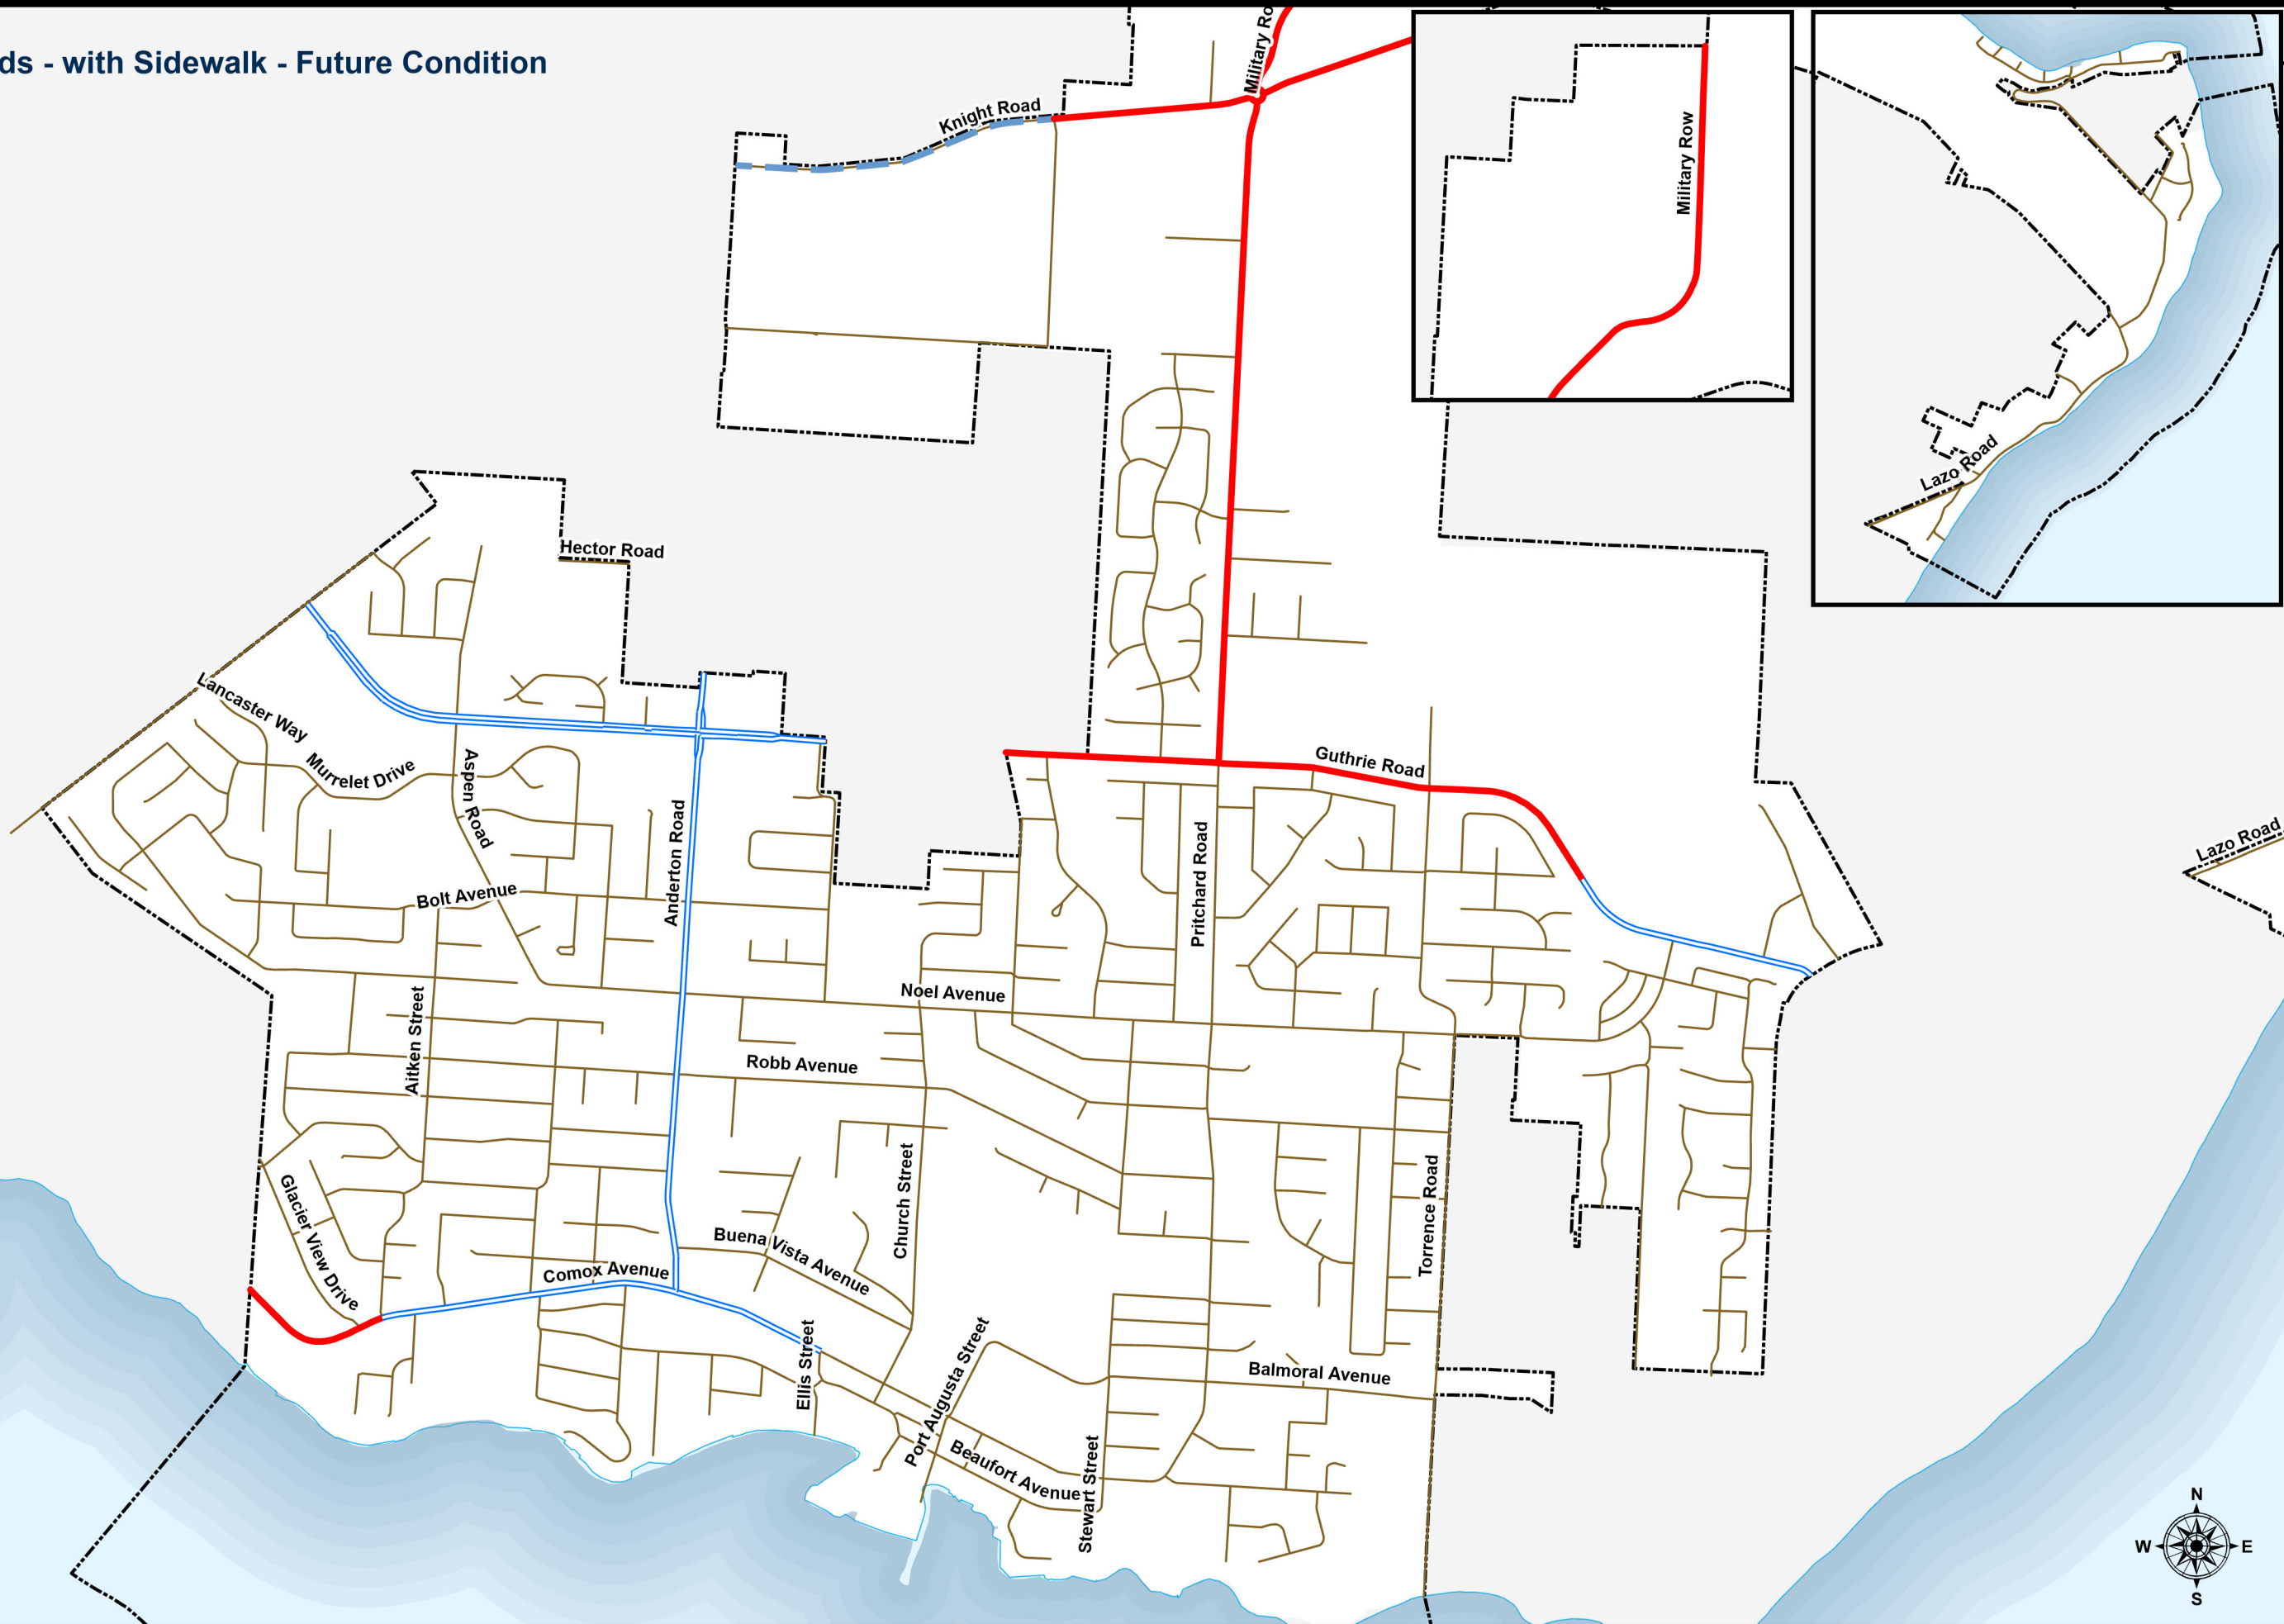 ds - with Sidewalk - Future Condition
Military Ro
Knight Road
Military Row
Lazo Road
Hector Road
Lancaster Way
Murrelet Drive
Aspen Road
Guthrie Road
Anderton Road
Pritchard Road
Lazo Road
Bolt Avenue
Noel Avenue
Aitken Street
Robb Avenue
Church Street
Torrence Road
Glacier View Drive
Buena Vista Avenue
Comox Avenue
Ellis Street
Port Augusta Street
Balmoral Avenue
Beaufort Avenue
Stewart Street
N
W E
S